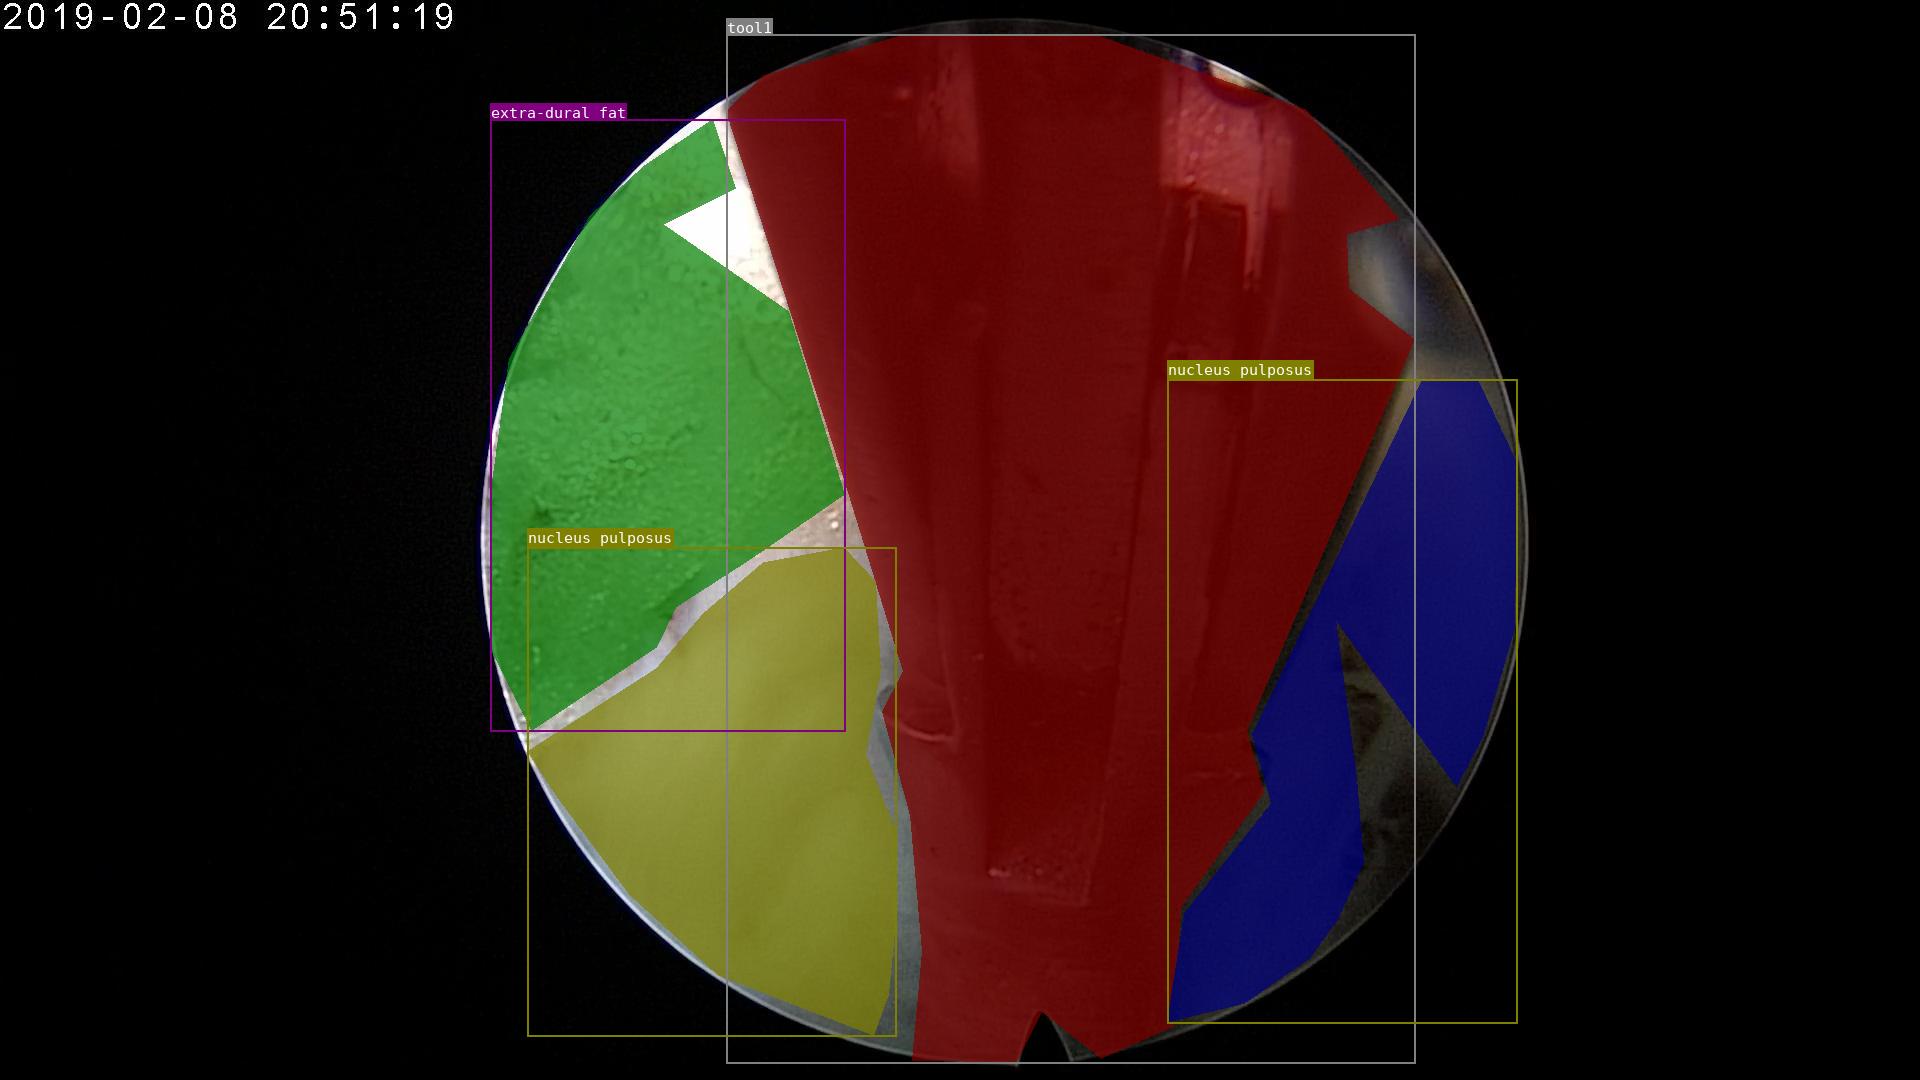 2019-02-08 20:51:19
tool1
extra-dural fat
nucleus pulposus
nucleus pulposus